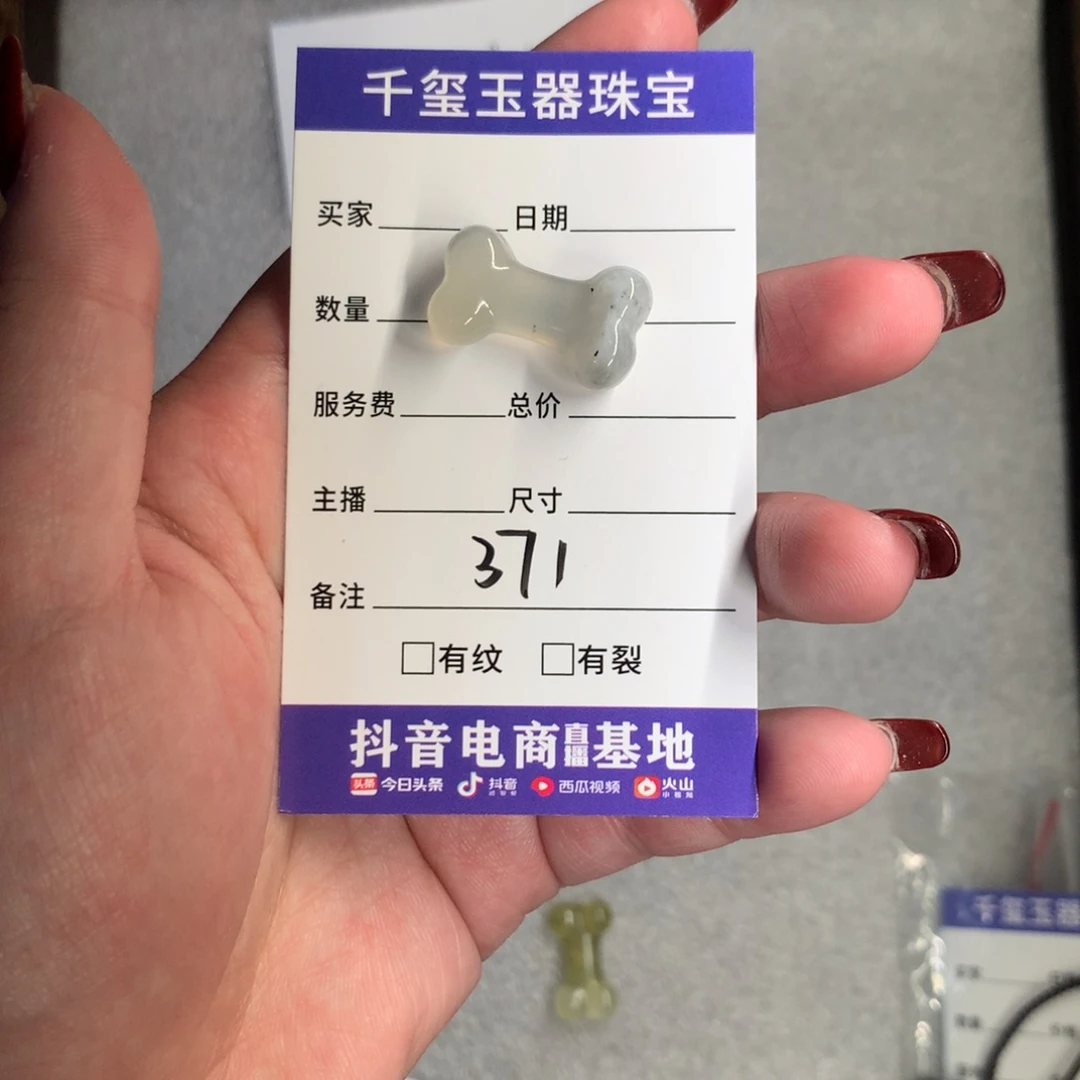 千玺玉器珠宝
买家 日期
数量
服务费 总价
主播 尺寸
371
备注
□有纹 □有裂
抖音电商直播基地
头条 今日头条 抖音 西瓜视频 火山
千玺玉器